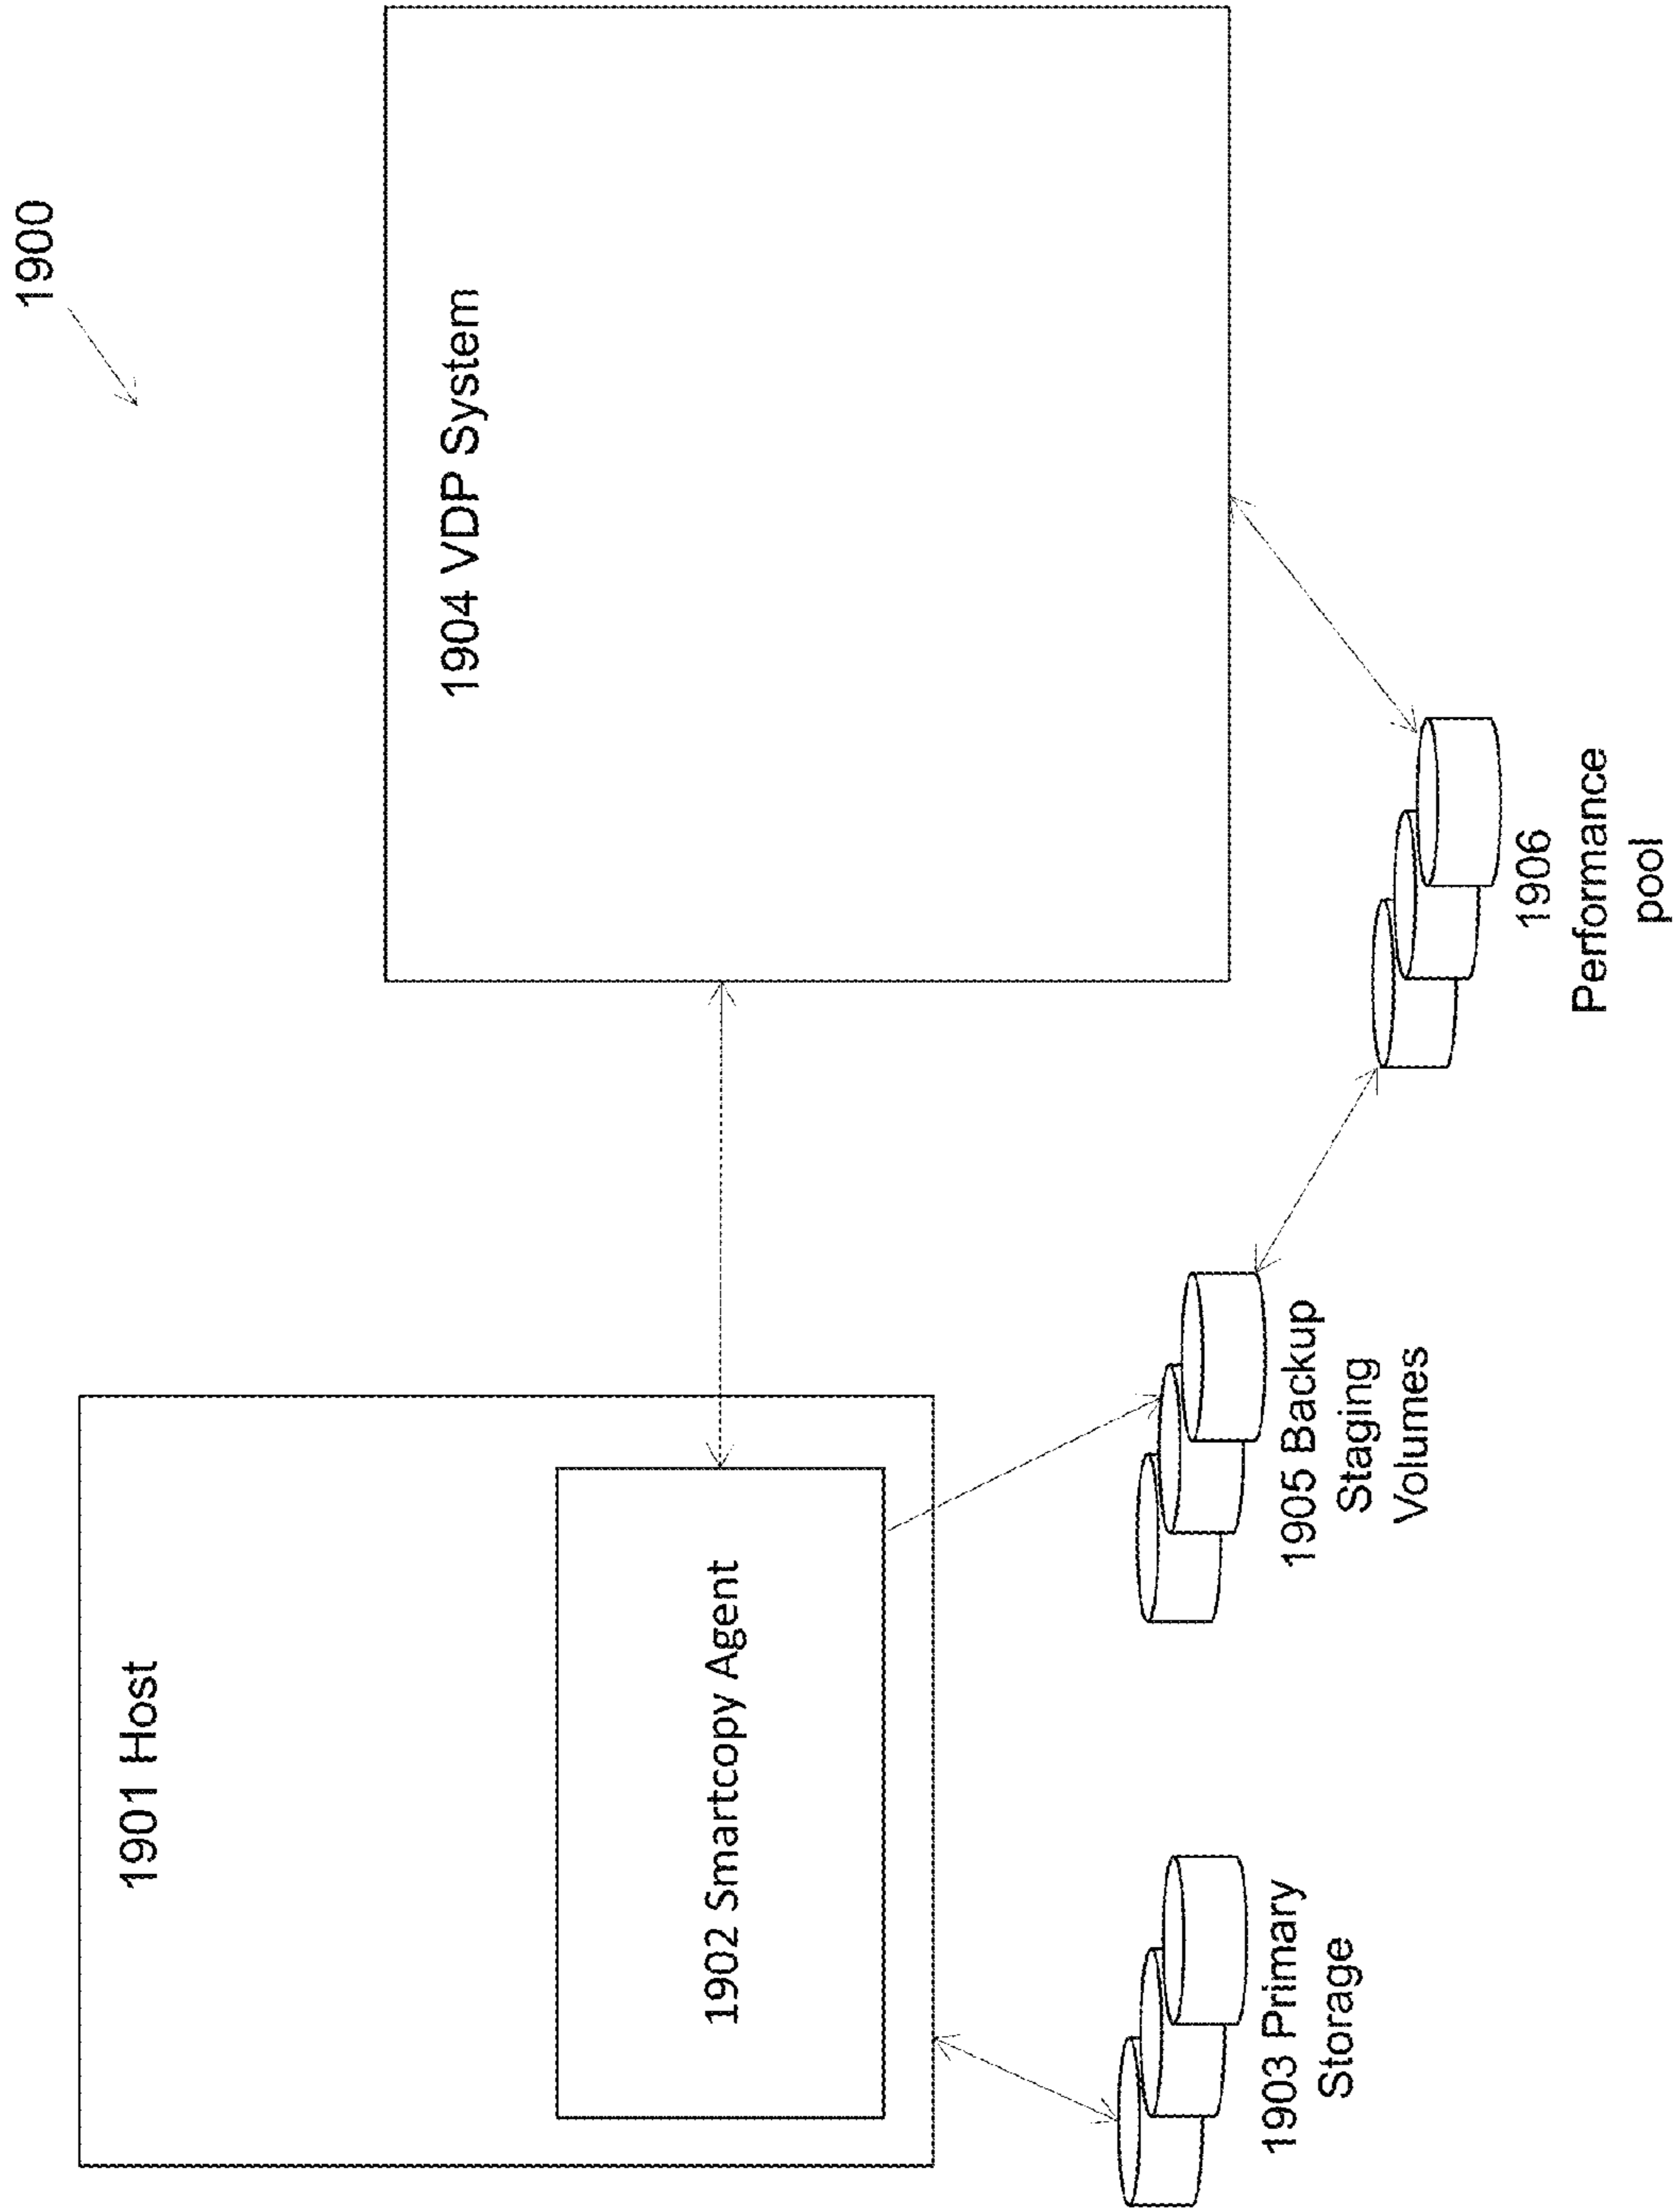 1900
1901 Host
1904 VDP System
1902 Smartcopy Agent
1903 Primary
Storage
1905 Backup
Staging
Volumes
1906
Performance
pool